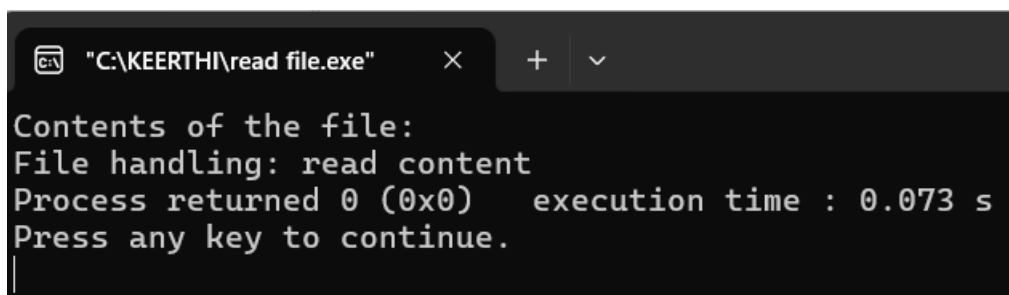 "C:\KEERTHI\read file.exe"
Contents of the file:
File handling: read content
Process returned 0 (0x0)   execution time : 0.073 s
Press any key to continue.